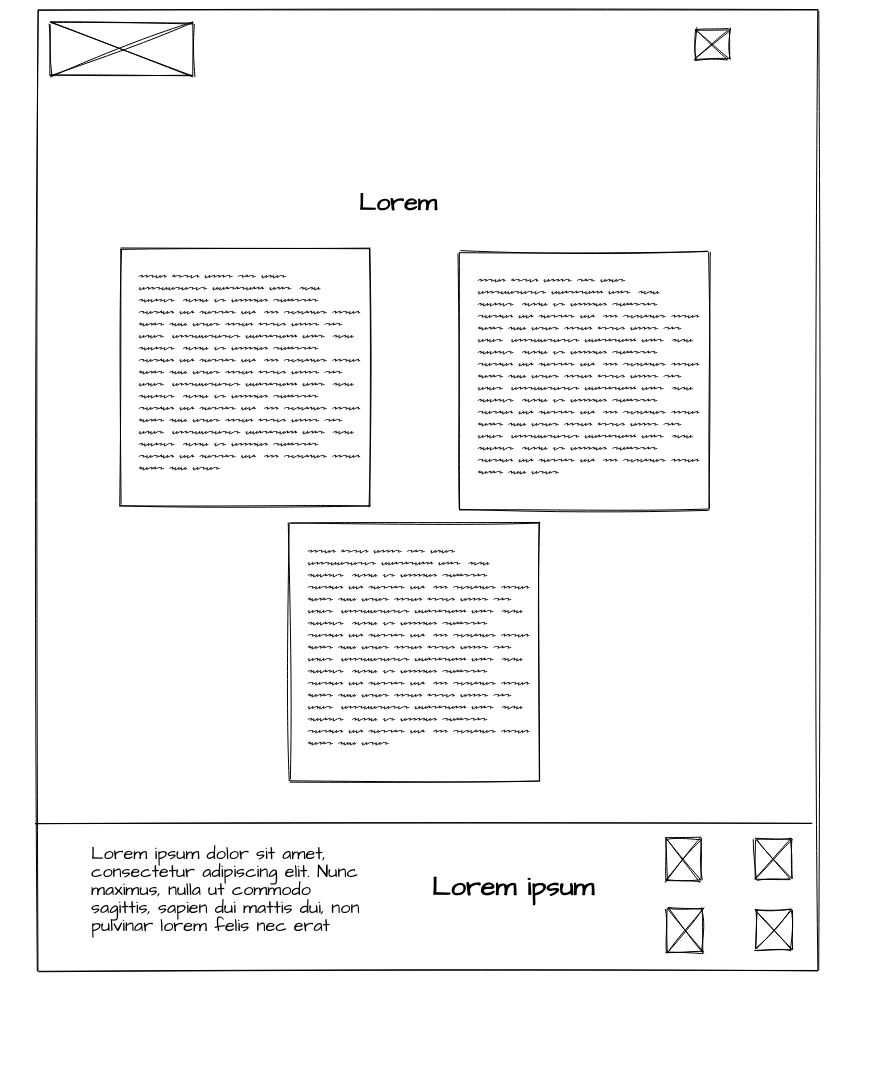 Lorem
Lorem ipsum dolor sit amet,
consectetur adipiscing elit. Nunc
maximus, nulla ut commodo
sagittis, sapien dui mattis dui, non
pulvinar lorem felis nec erat
Lorem ipsum